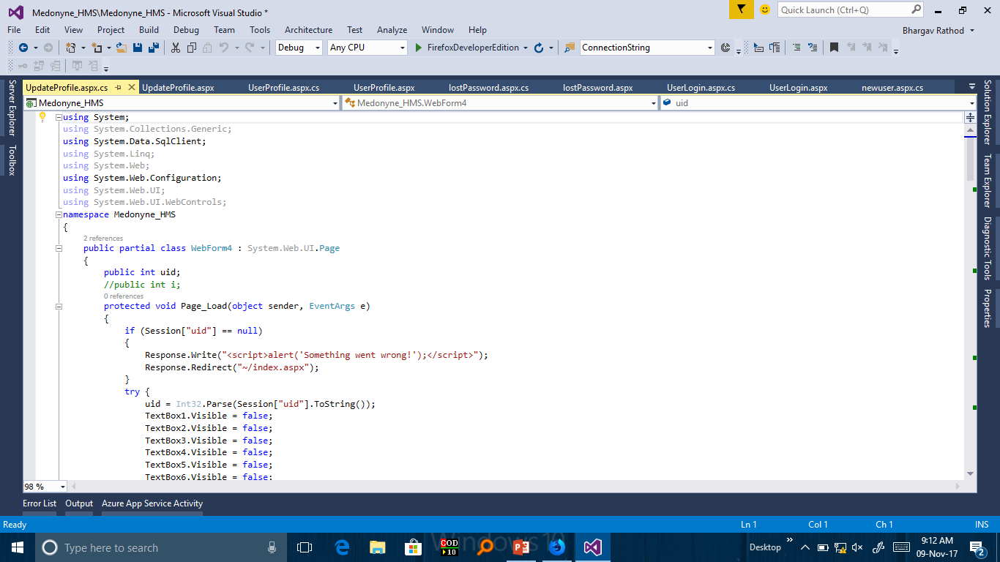 Medonyne_HMS\Medonyne_HMS - Microsoft Visual Studio *
Quick Launch (Ctrl+Q)
File Edit View Project Build Debug Team Tools Architecture Test Analyze Window Help
Bhargav Rathod
Debug Any CPU FirefoxDeveloperEdition ConnectionString
UpdateProfile.aspx.cs UpdateProfile.aspx UserProfile.aspx.cs UserProfile.aspx lostPassword.aspx.cs lostPassword.aspx UserLogin.aspx.cs UserLogin.aspx newuser.aspx.cs
Medonyne_HMS Medonyne_HMS.WebForm4 uid
Server Explorer
Toolbox
Solution Explorer
Team Explorer
Diagnostic Tools
Properties
using System;
using System.Collections.Generic;
using System.Data.SqlClient;
using System.Linq;
using System.Web;
using System.Web.Configuration;
using System.Web.UI;
using System.Web.UI.WebControls;
namespace Medonyne_HMS
{
2 references
public partial class WebForm4 : System.Web.UI.Page
{
public int uid;
//public int i;
0 references
protected void Page_Load(object sender, EventArgs e)
{
if (Session["uid"] == null)
{
Response.Write("<script>alert('Something went wrong!');</script>");
Response.Redirect("~/index.aspx");
}
try {
uid = Int32.Parse(Session["uid"].ToString());
TextBox1.Visible = false;
TextBox2.Visible = false;
TextBox3.Visible = false;
TextBox4.Visible = false;
TextBox5.Visible = false;
TextBox6.Visible = false;
98 %
Error List Output Azure App Service Activity
Ready Ln 1 Col 1 Ch 1 INS
Type here to search
COD
10
Windows 10
Desktop
9:12 AM
09-Nov-17
2